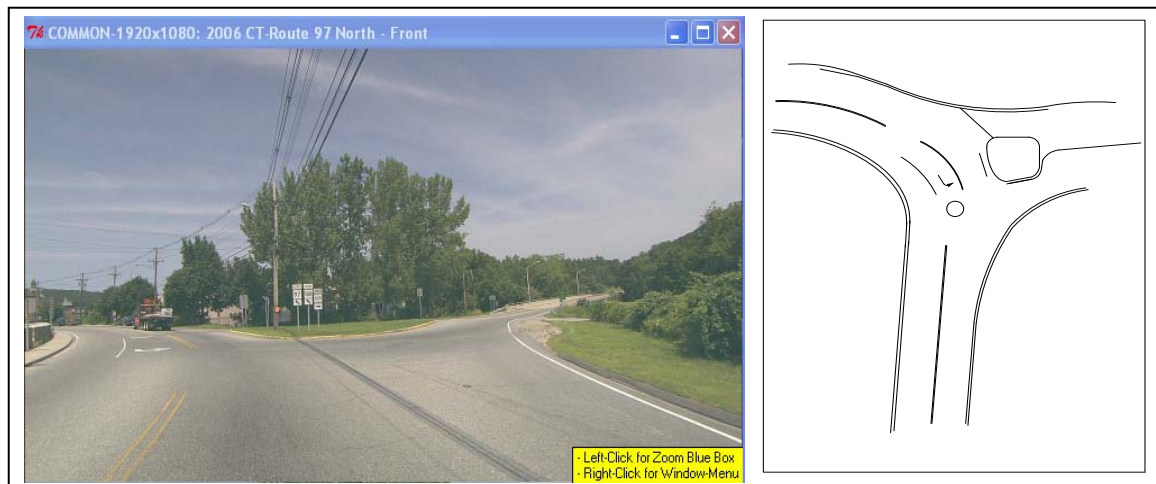 COMMON-1920x1080: 2006 CT-Route 97 North - Front
- Left-Click for Zoom Blue Box
- Right-Click for Window-Menu